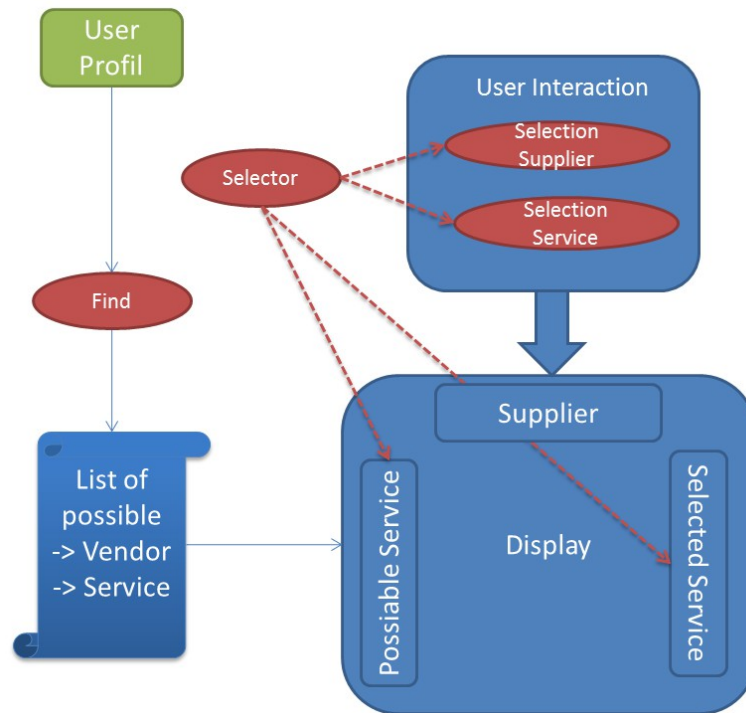 User
Profil
User Interaction
Selection
Supplier
Selector
Selection
Service
Find
Supplier
List of
possible
-> Vendor
-> Service
Possiable Service
Display
Selected Service